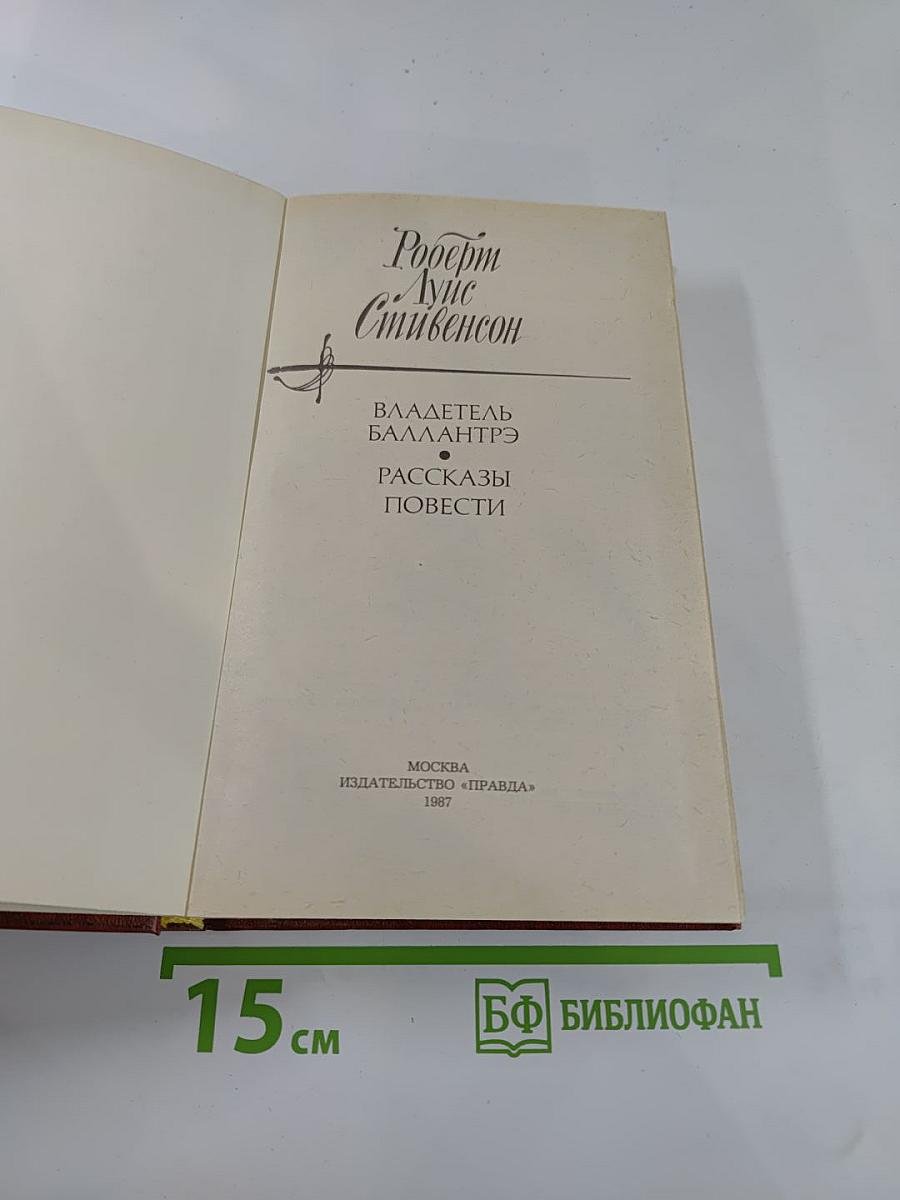 Роберт
Луис
Стивенсон
ВЛАДЕТЕЛЬ
БАЛЛАНТРЭ
•
РАССКАЗЫ
ПОВЕСТИ
МОСКВА
ИЗДАТЕЛЬСТВО «ПРАВДА»
1987
15 см
БФ БИБЛИОФАН